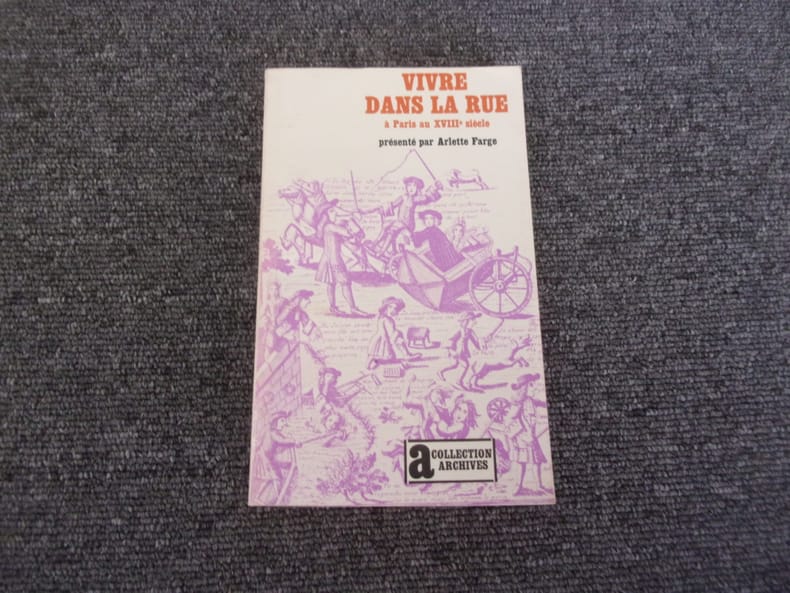 VIVRE
DANS LA RUE
à Paris au XVIIIᵉ siècle
présenté par Arlette Farge
a COLLECTION
ARCHIVES